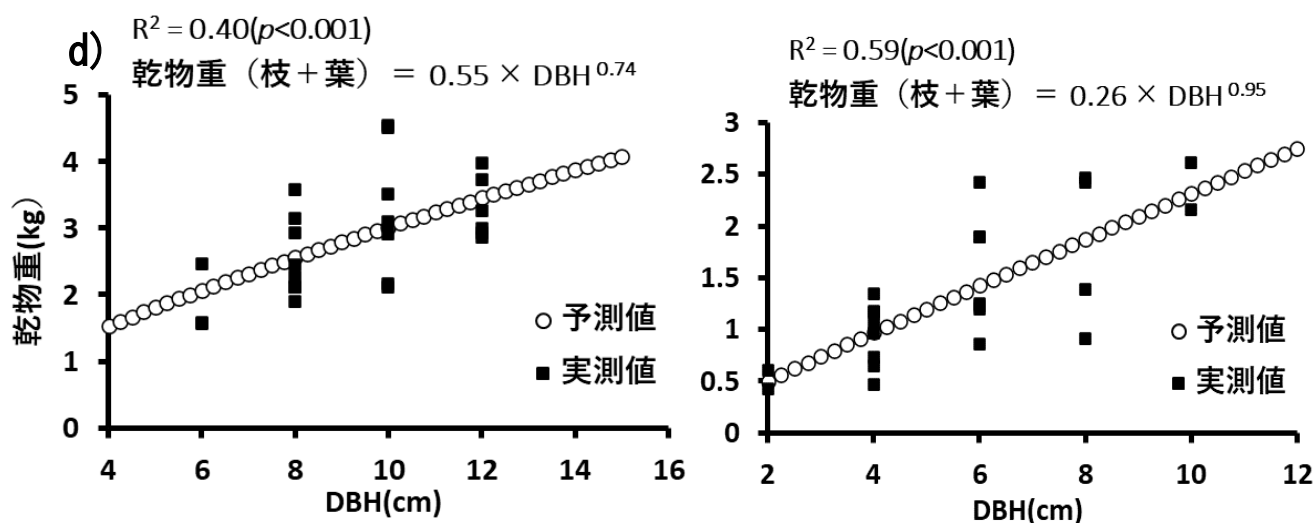 d)
R² = 0.40(p<0.001)
乾物重（枝＋葉） = 0.55 × DBH^0.74
乾物重(kg)
5
4
3
2
1
0
○ 予測値
■ 実測値
4 6 8 10 12 14 16
DBH(cm)
R² = 0.59(p<0.001)
乾物重（枝＋葉） = 0.26 × DBH^0.95
3
2.5
2
1.5
1
0.5
0
○ 予測値
■ 実測値
2 4 6 8 10 12
DBH(cm)